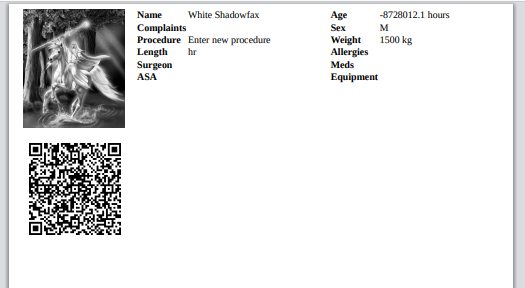 Name White Shadowfax Age -8728012.1 hours
Complaints Sex M
Procedure Enter new procedure Weight 1500 kg
Length hr Allergies
Surgeon Meds
ASA Equipment